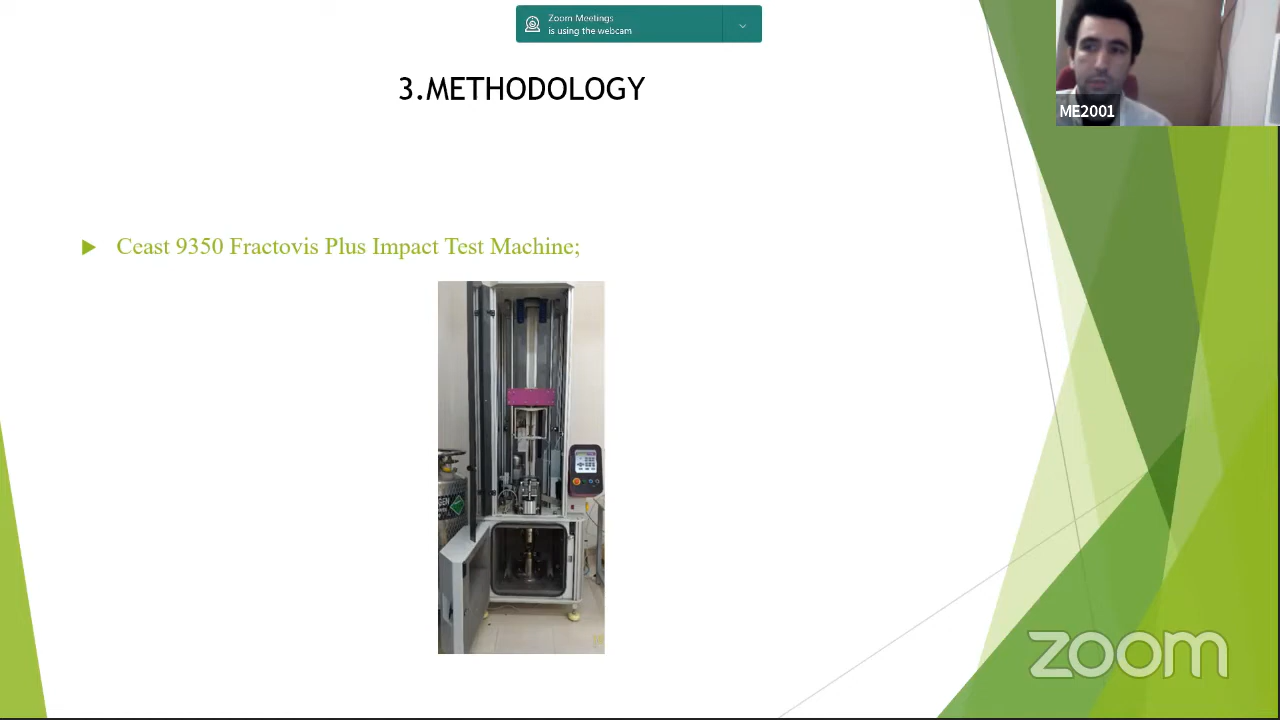 Zoom Meetings
is using the webcam
3.METHODOLOGY
ME2001
Ceast 9350 Fractovis Plus Impact Test Machine;
zoom